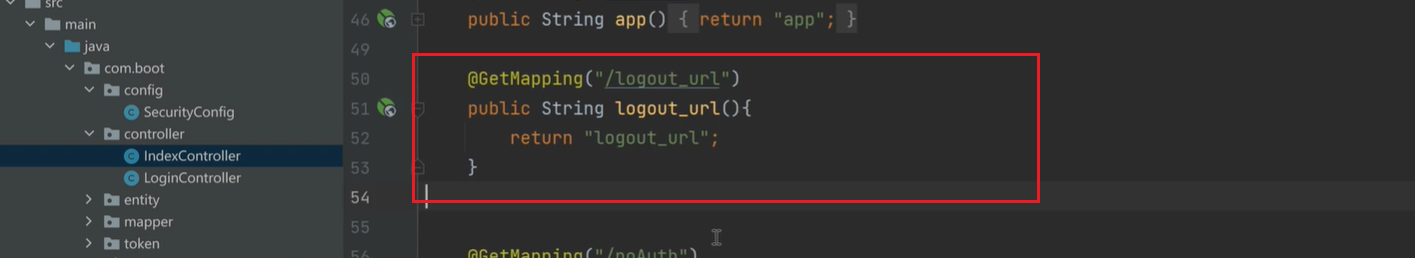 src
main
java
com.boot
config
SecurityConfig
controller
IndexController
LoginController
entity
mapper
token
46 public String app() { return "app"; }
49
50 @GetMapping("/logout_url")
51 public String logout_url(){
52 return "logout_url";
53 }
54
55
56 @GetMapping("/noAuth")